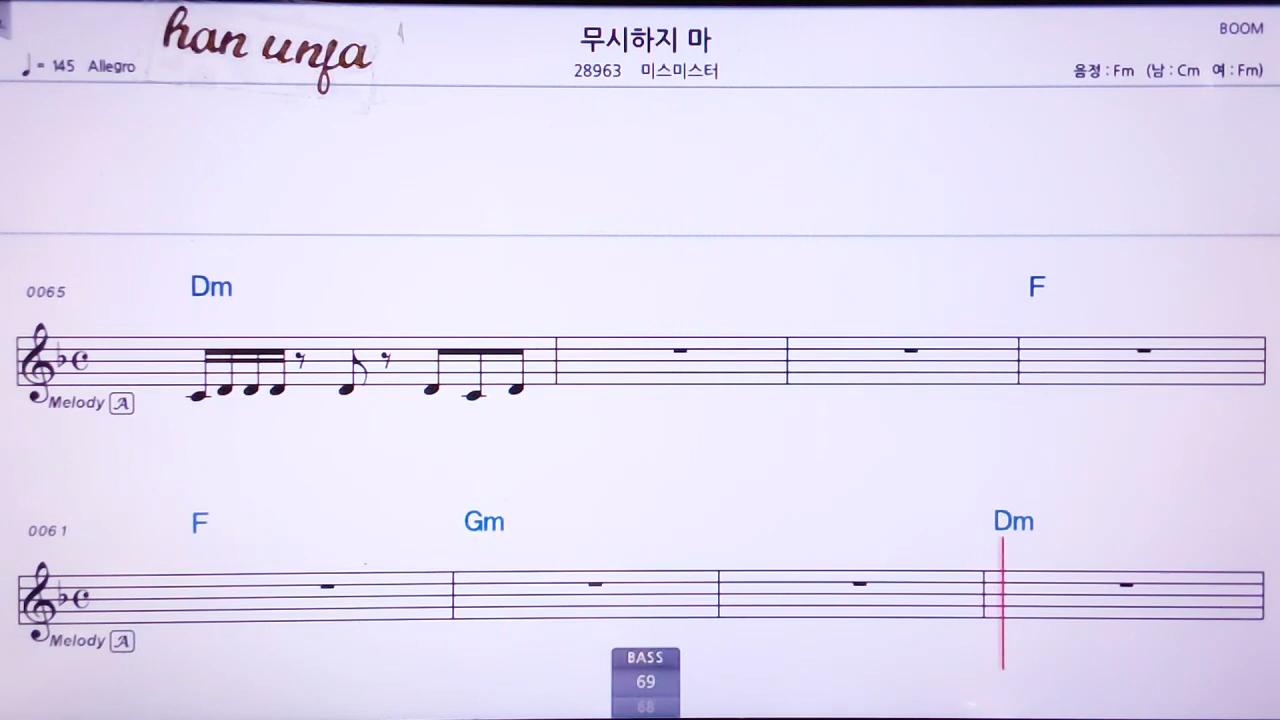 han unfa
무시하지 마
BOOM
♩= 145 Allegro
28963 미스미스터
음정 : Fm (남 : Cm 여 : Fm)
0065
Dm F
Melody A
0061
F Gm Dm
Melody A
BASS
69
68